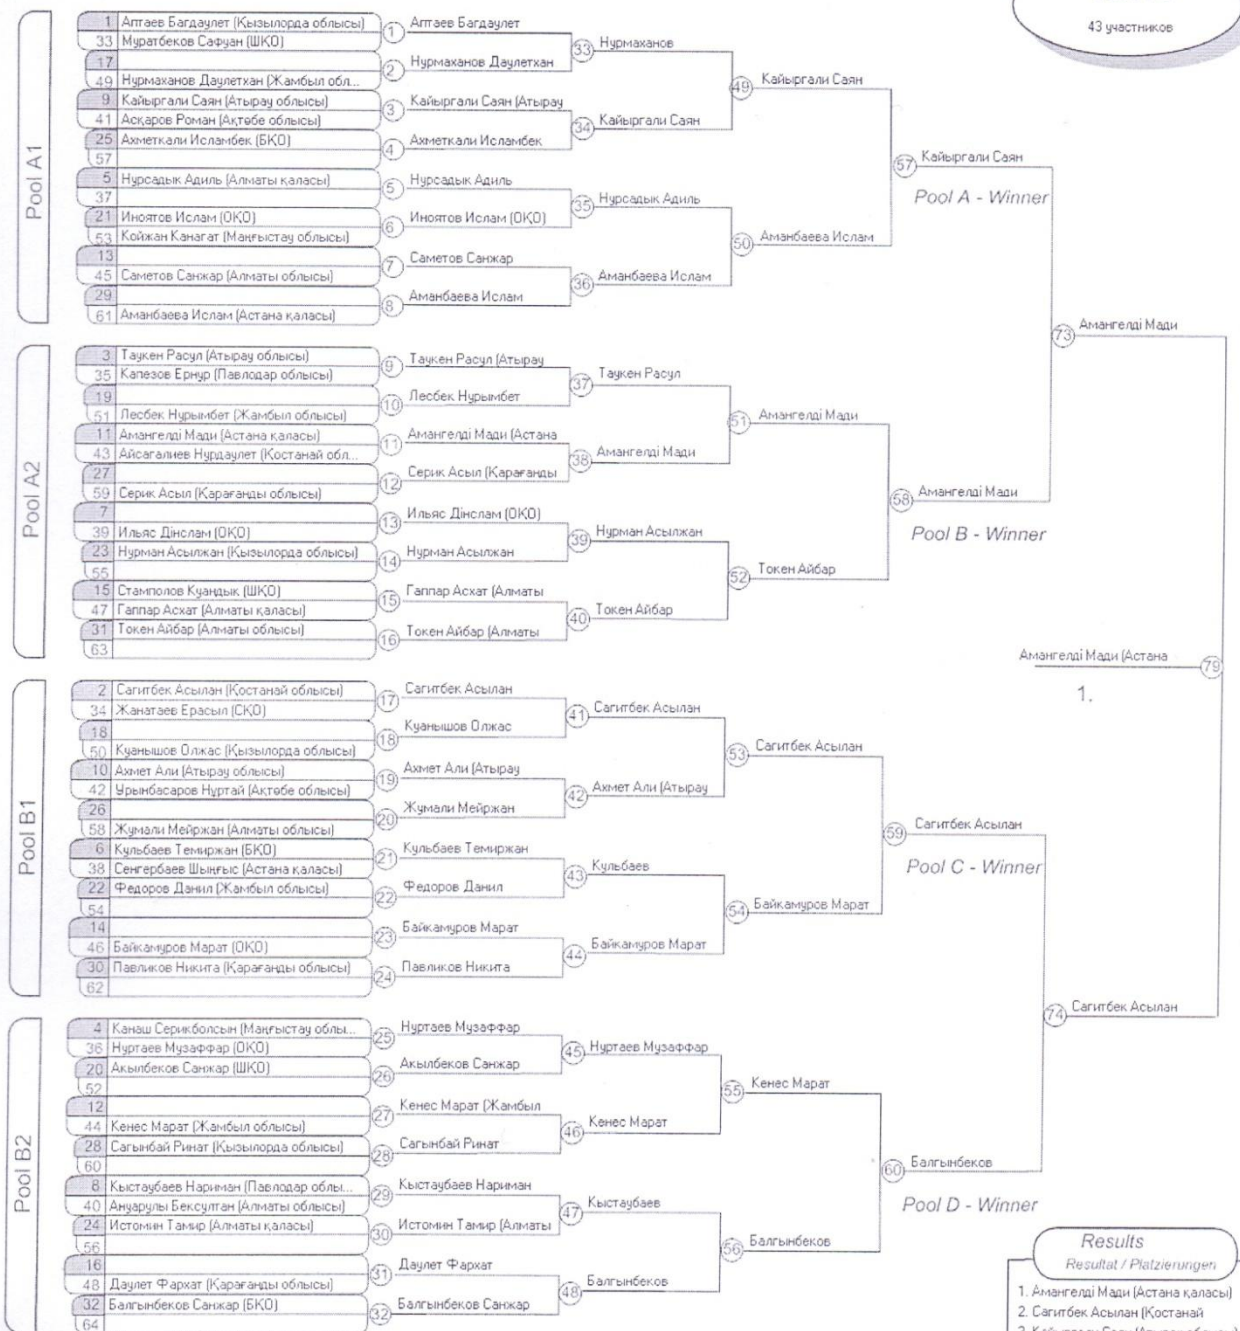 43 участников
Pool A1
1 Аптаев Багдаулет (Қызылорда облысы)
33 Муратбеков Сафуан (ШҚО)
17
49 Нурмаханов Даулетхан (Жамбыл обл...
9 Кайыргали Саян (Атырау облысы)
41 Асқаров Роман (Ақтөбе облысы)
25 Ахметкали Исламбек (БҚО)
57
5 Нурсадык Адиль (Алматы қаласы)
37
21 Иноятов Ислам (ОҚО)
53 Койжан Канагат (Маңғыстау облысы)
13
45 Саметов Санжар (Алматы облысы)
29
61 Аманбаева Ислам (Астана қаласы)
1 Аптаев Багдаулет
2 Нурмаханов Даулетхан
3 Кайыргали Саян (Атырау
4 Ахметкали Исламбек
5 Нурсадык Адиль
6 Иноятов Ислам (ОҚО)
7 Саметов Санжар
8 Аманбаева Ислам
33 Нурмаханов
34 Кайыргали Саян
35 Нурсадык Адиль
36 Аманбаева Ислам
49 Кайыргали Саян
50 Аманбаева Ислам
57 Кайыргали Саян
Pool A - Winner
Pool A2
3 Таукен Расул (Атырау облысы)
35 Капезов Ернур (Павлодар облысы)
19
51 Лесбек Нурымбет (Жамбыл облысы)
11 Амангелді Мади (Астана қаласы)
43 Айсагалиев Нурдаулет (Қостанай обл...
27
59 Серик Асыл (Қарағанды облысы)
7
39 Ильяс Дінслам (ОҚО)
23 Нурман Асылжан (Қызылорда облысы)
55
15 Стамполов Куандык (ШҚО)
47 Гаппар Асхат (Алматы қаласы)
31 Токен Айбар (Алматы облысы)
63
9 Таукен Расул (Атырау
10 Лесбек Нурымбет
11 Амангелді Мади (Астана
12 Серик Асыл (Қарағанды
13 Ильяс Дінслам (ОҚО)
14 Нурман Асылжан
15 Гаппар Асхат (Алматы
16 Токен Айбар (Алматы
37 Таукен Расул
38 Амангелді Мади
39 Нурман Асылжан
40 Токен Айбар
51 Амангелді Мади
52 Токен Айбар
58 Амангелді Мади
Pool B - Winner
73 Амангелді Мади
Амангелді Мади (Астана 79
1.
Pool B1
2 Сагитбек Асылан (Қостанай облысы)
34 Жанатаев Ерасыл (СҚО)
18
50 Куанышов Олжас (Қызылорда облысы)
10 Ахмет Али (Атырау облысы)
42 Урынбасаров Нұртай (Ақтөбе облысы)
26
58 Жумали Мейржан (Алматы облысы)
6 Кульбаев Темиржан (БҚО)
38 Сенгербаев Шыңғыс (Астана қаласы)
22 Федоров Данил (Жамбыл облысы)
54
14
46 Байкамуров Марат (ОҚО)
30 Павликов Никита (Қарағанды облысы)
62
17 Сагитбек Асылан
18 Куанышов Олжас
19 Ахмет Али (Атырау
20 Жумали Мейржан
21 Кульбаев Темиржан
22 Федоров Данил
23 Байкамуров Марат
24 Павликов Никита
41 Сагитбек Асылан
42 Ахмет Али (Атырау
43 Кульбаев
44 Байкамуров Марат
53 Сагитбек Асылан
54 Байкамуров Марат
59 Сагитбек Асылан
Pool C - Winner
74 Сагитбек Асылан
Pool B2
4 Канаш Серикболсын (Маңғыстау облы...
36 Нуртаев Музаффар (ОҚО)
20 Акылбеков Санжар (ШҚО)
52
12
44 Кенес Марат (Жамбыл облысы)
28 Сагынбай Ринат (Қызылорда облысы)
60
8 Кыстаубаев Нариман (Павлодар облы...
40 Ануарулы Бексултан (Алматы облысы)
24 Истомин Тамир (Алматы қаласы)
56
16
48 Даулет Фархат (Қарағанды облысы)
32 Балгынбеков Санжар (БҚО)
64
25 Нуртаев Музаффар
26 Акылбеков Санжар
27 Кенес Марат (Жамбыл
28 Сагынбай Ринат
29 Кыстаубаев Нариман
30 Истомин Тамир (Алматы
31 Даулет Фархат
32 Балгынбеков Санжар
45 Нуртаев Музаффар
46 Кенес Марат
47 Кыстаубаев
48 Балгынбеков
55 Кенес Марат
56 Балгынбеков
60 Балгынбеков
Pool D - Winner
Results
Resultat / Platzierungen
1. Амангелді Мади (Астана қаласы)
2. Сагитбек Асылан (Қостанай